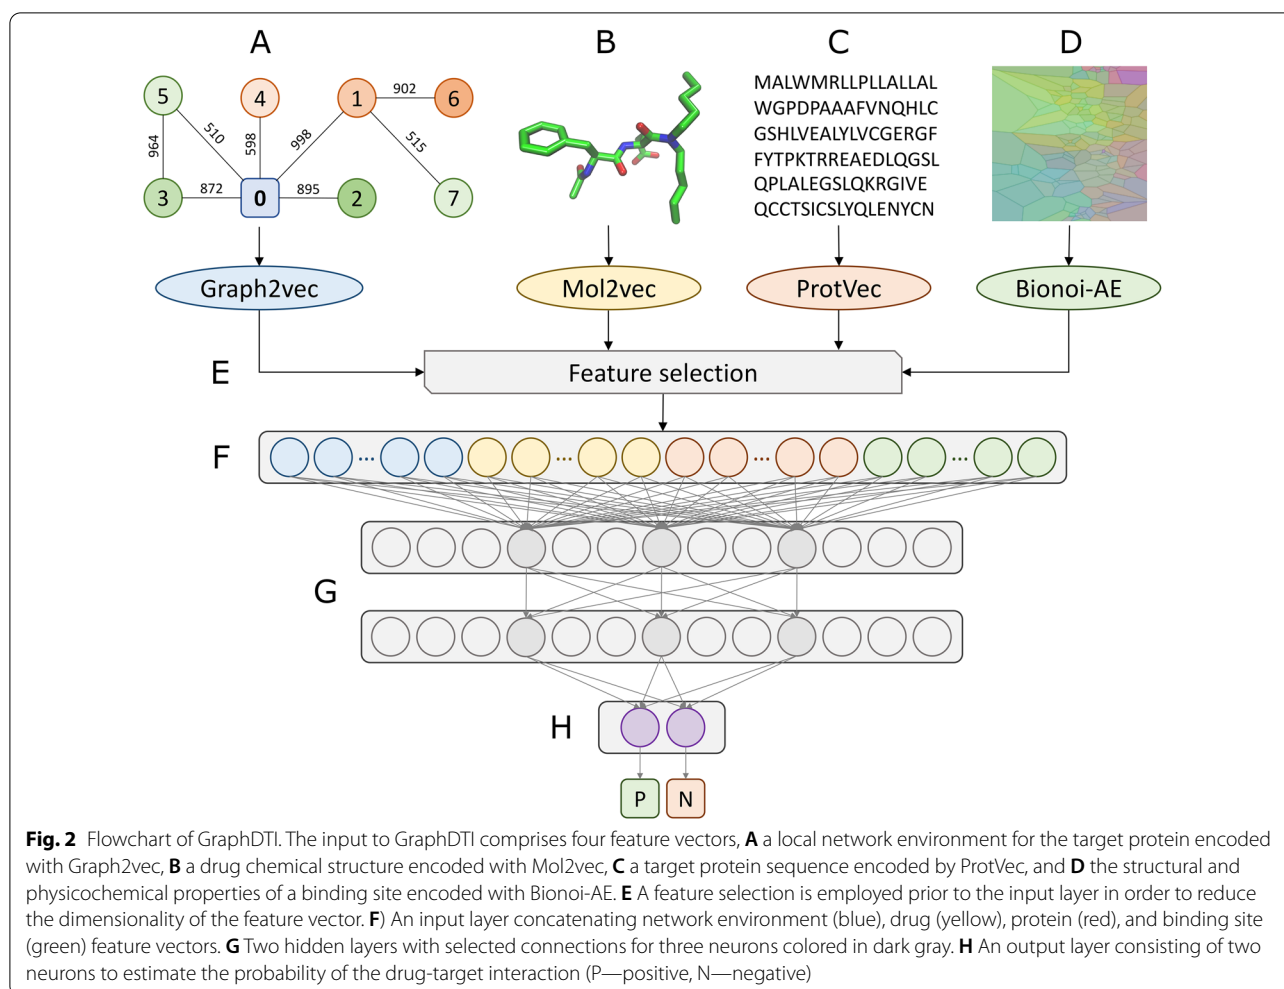 A
B
C
D
5
4
1
902
6
964
510
598
998
515
3
872
0
895
2
7
MALWMRLLPLLALLAL
WGPDPAAAFVNQHLC
GSHLVEALYLVCGERGF
FYTPKTRREAEDLQGSL
QPLALEGSLQKRGIVE
QCCTSICSLYQLENYCN
Graph2vec
Mol2vec
ProtVec
Bionoi-AE
E
Feature selection
F
... ... ... ...
G
H
P
N
Fig. 2 Flowchart of GraphDTI. The input to GraphDTI comprises four feature vectors, A a local network environment for the target protein encoded
with Graph2vec, B a drug chemical structure encoded with Mol2vec, C a target protein sequence encoded by ProtVec, and D the structural and
physicochemical properties of a binding site encoded with Bionoi-AE. E A feature selection is employed prior to the input layer in order to reduce
the dimensionality of the feature vector. F) An input layer concatenating network environment (blue), drug (yellow), protein (red), and binding site
(green) feature vectors. G Two hidden layers with selected connections for three neurons colored in dark gray. H An output layer consisting of two
neurons to estimate the probability of the drug-target interaction (P—positive, N—negative)